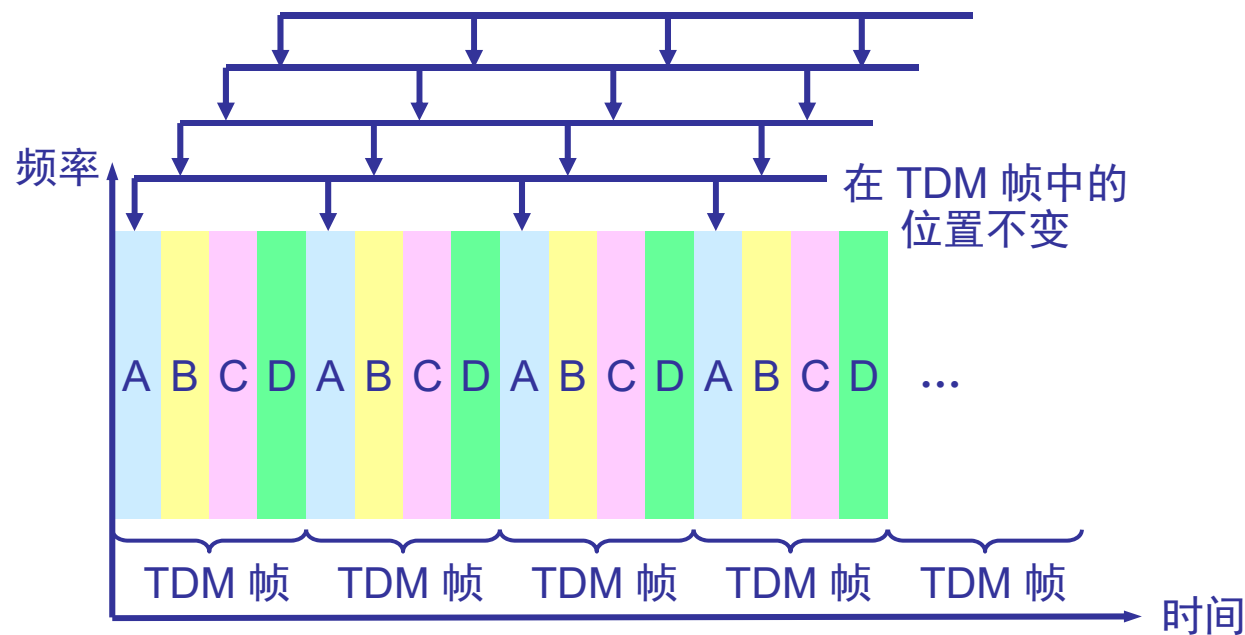 频率
在 TDM 帧中的
位置不变
A B C D A B C D A B C D A B C D ...
TDM 帧 TDM 帧 TDM 帧 TDM 帧 TDM 帧
时间